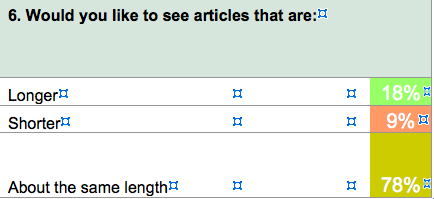 6. Would you like to see articles that are:¤
Longer¤ ¤ ¤ 18%¤
Shorter¤ ¤ ¤ 9%¤
About the same length¤ ¤ ¤ 78%¤